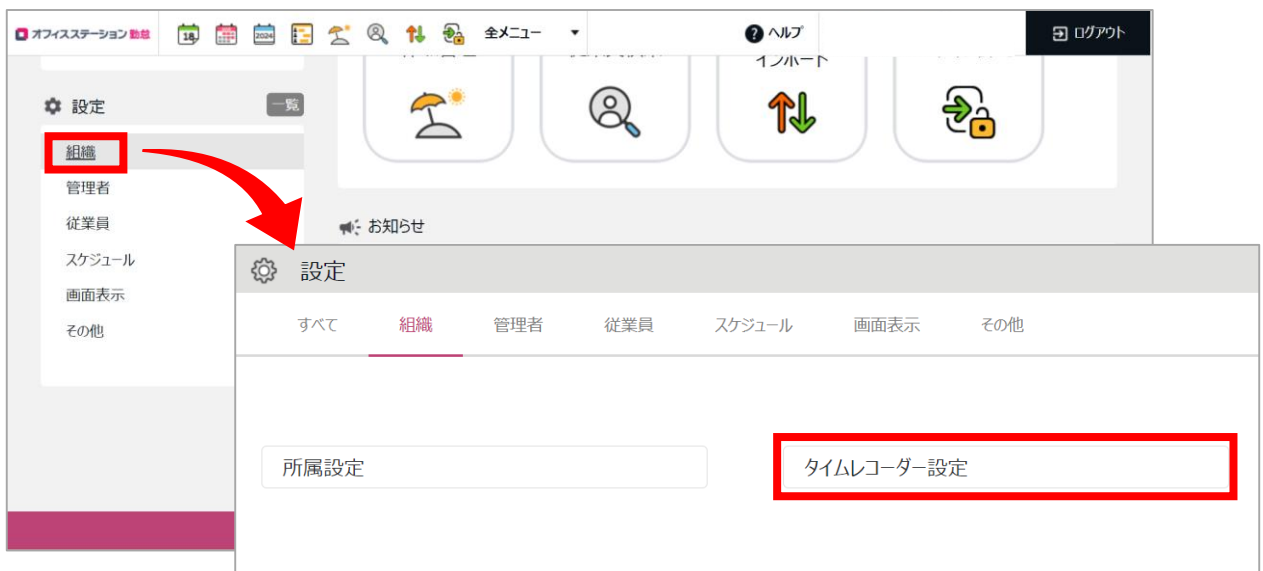 オフィスステーション 勤怠 18 2024 全メニュー ヘルプ ログアウト
インポート
設定 一覧
組織
管理者
従業員
スケジュール
画面表示
その他
お知らせ
設定
すべて 組織 管理者 従業員 スケジュール 画面表示 その他
所属設定 タイムレコーダー設定